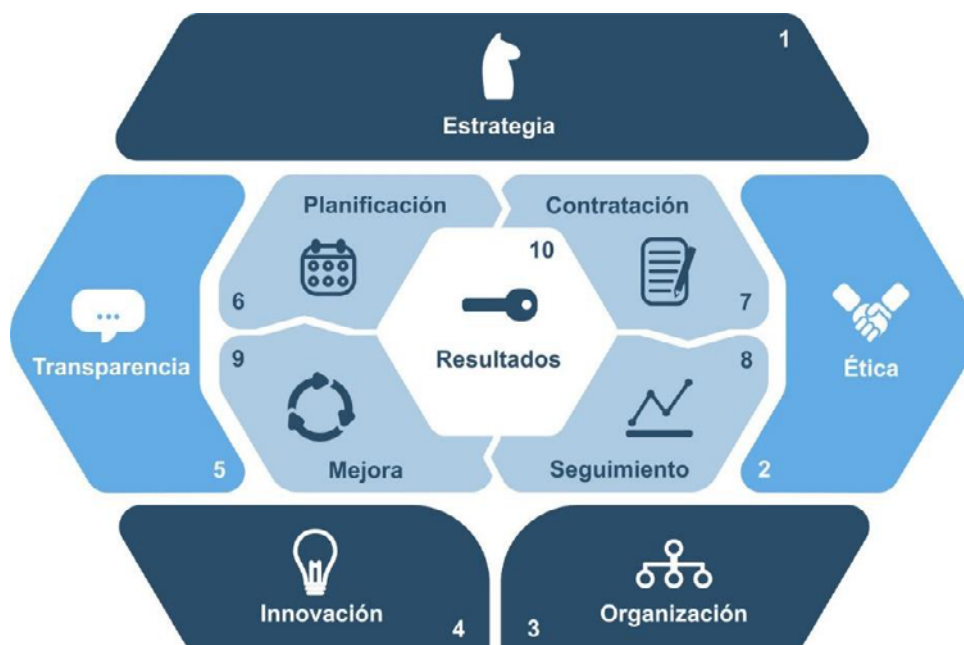 1
Estrategia
Planificación
Contratación
10
6
7
Resultados
Transparencia
Ética
9
8
Mejora
Seguimiento
5
2
Innovación
Organización
4
3